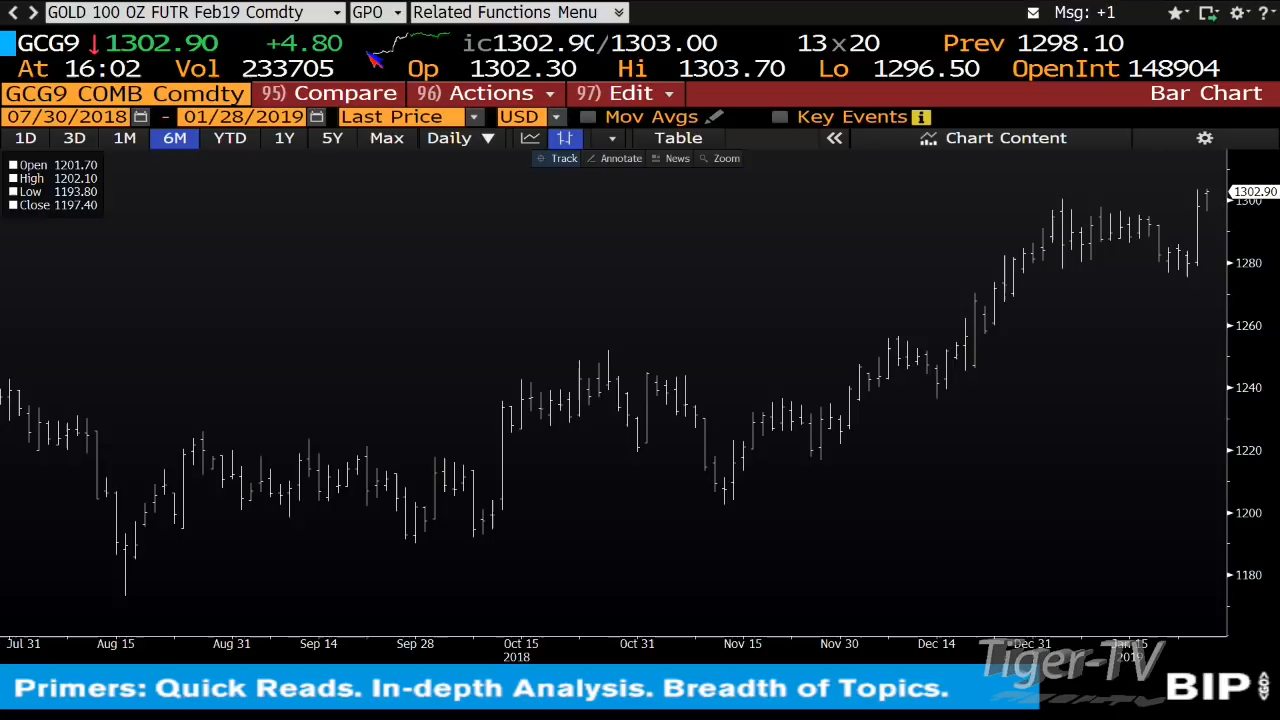 GOLD 100 OZ FUTR Feb19 Comdty GPO Related Functions Menu Msg: +1 ?
GCG9 ↓1302.90 +4.80 ic1302.90/1303.00 13x20 Prev 1298.10
At 16:02 Vol 233705 Op 1302.30 Hi 1303.70 Lo 1296.50 OpenInt 148904
GCG9 COMB Comdty 95) Compare 96) Actions 97) Edit Bar Chart
07/30/2018 - 01/28/2019 Last Price USD Mov Avgs Key Events i
1D 3D 1M 6M YTD 1Y 5Y Max Daily ▼ Table « Chart Content
Track Annotate News Zoom
Open 1201.70
High 1202.10
Low 1193.80
Close 1197.40
1302.90
1300
1280
1260
1240
1220
1200
1180
Jul 31 Aug 15 Aug 31 Sep 14 Sep 28 Oct 15 Oct 31 Nov 15 Nov 30 Dec 14 Dec 31 Jan 15
2018 2019
Tiger-TV
Primers: Quick Reads. In-depth Analysis. Breadth of Topics.
BIP